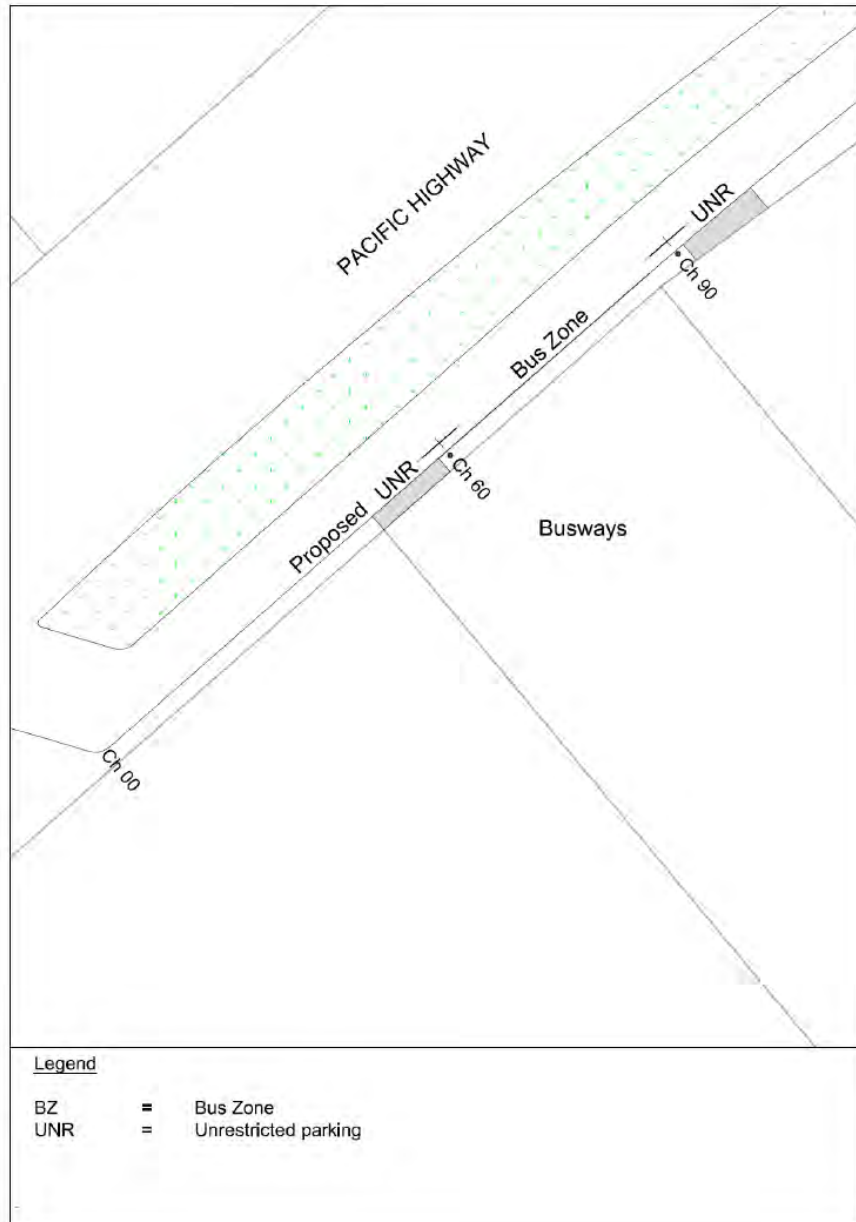 PACIFIC HIGHWAY
UNR
Ch 90
Bus Zone
UNR
Ch 60
Proposed
Busways
Ch 00
Legend
BZ = Bus Zone
UNR = Unrestricted parking